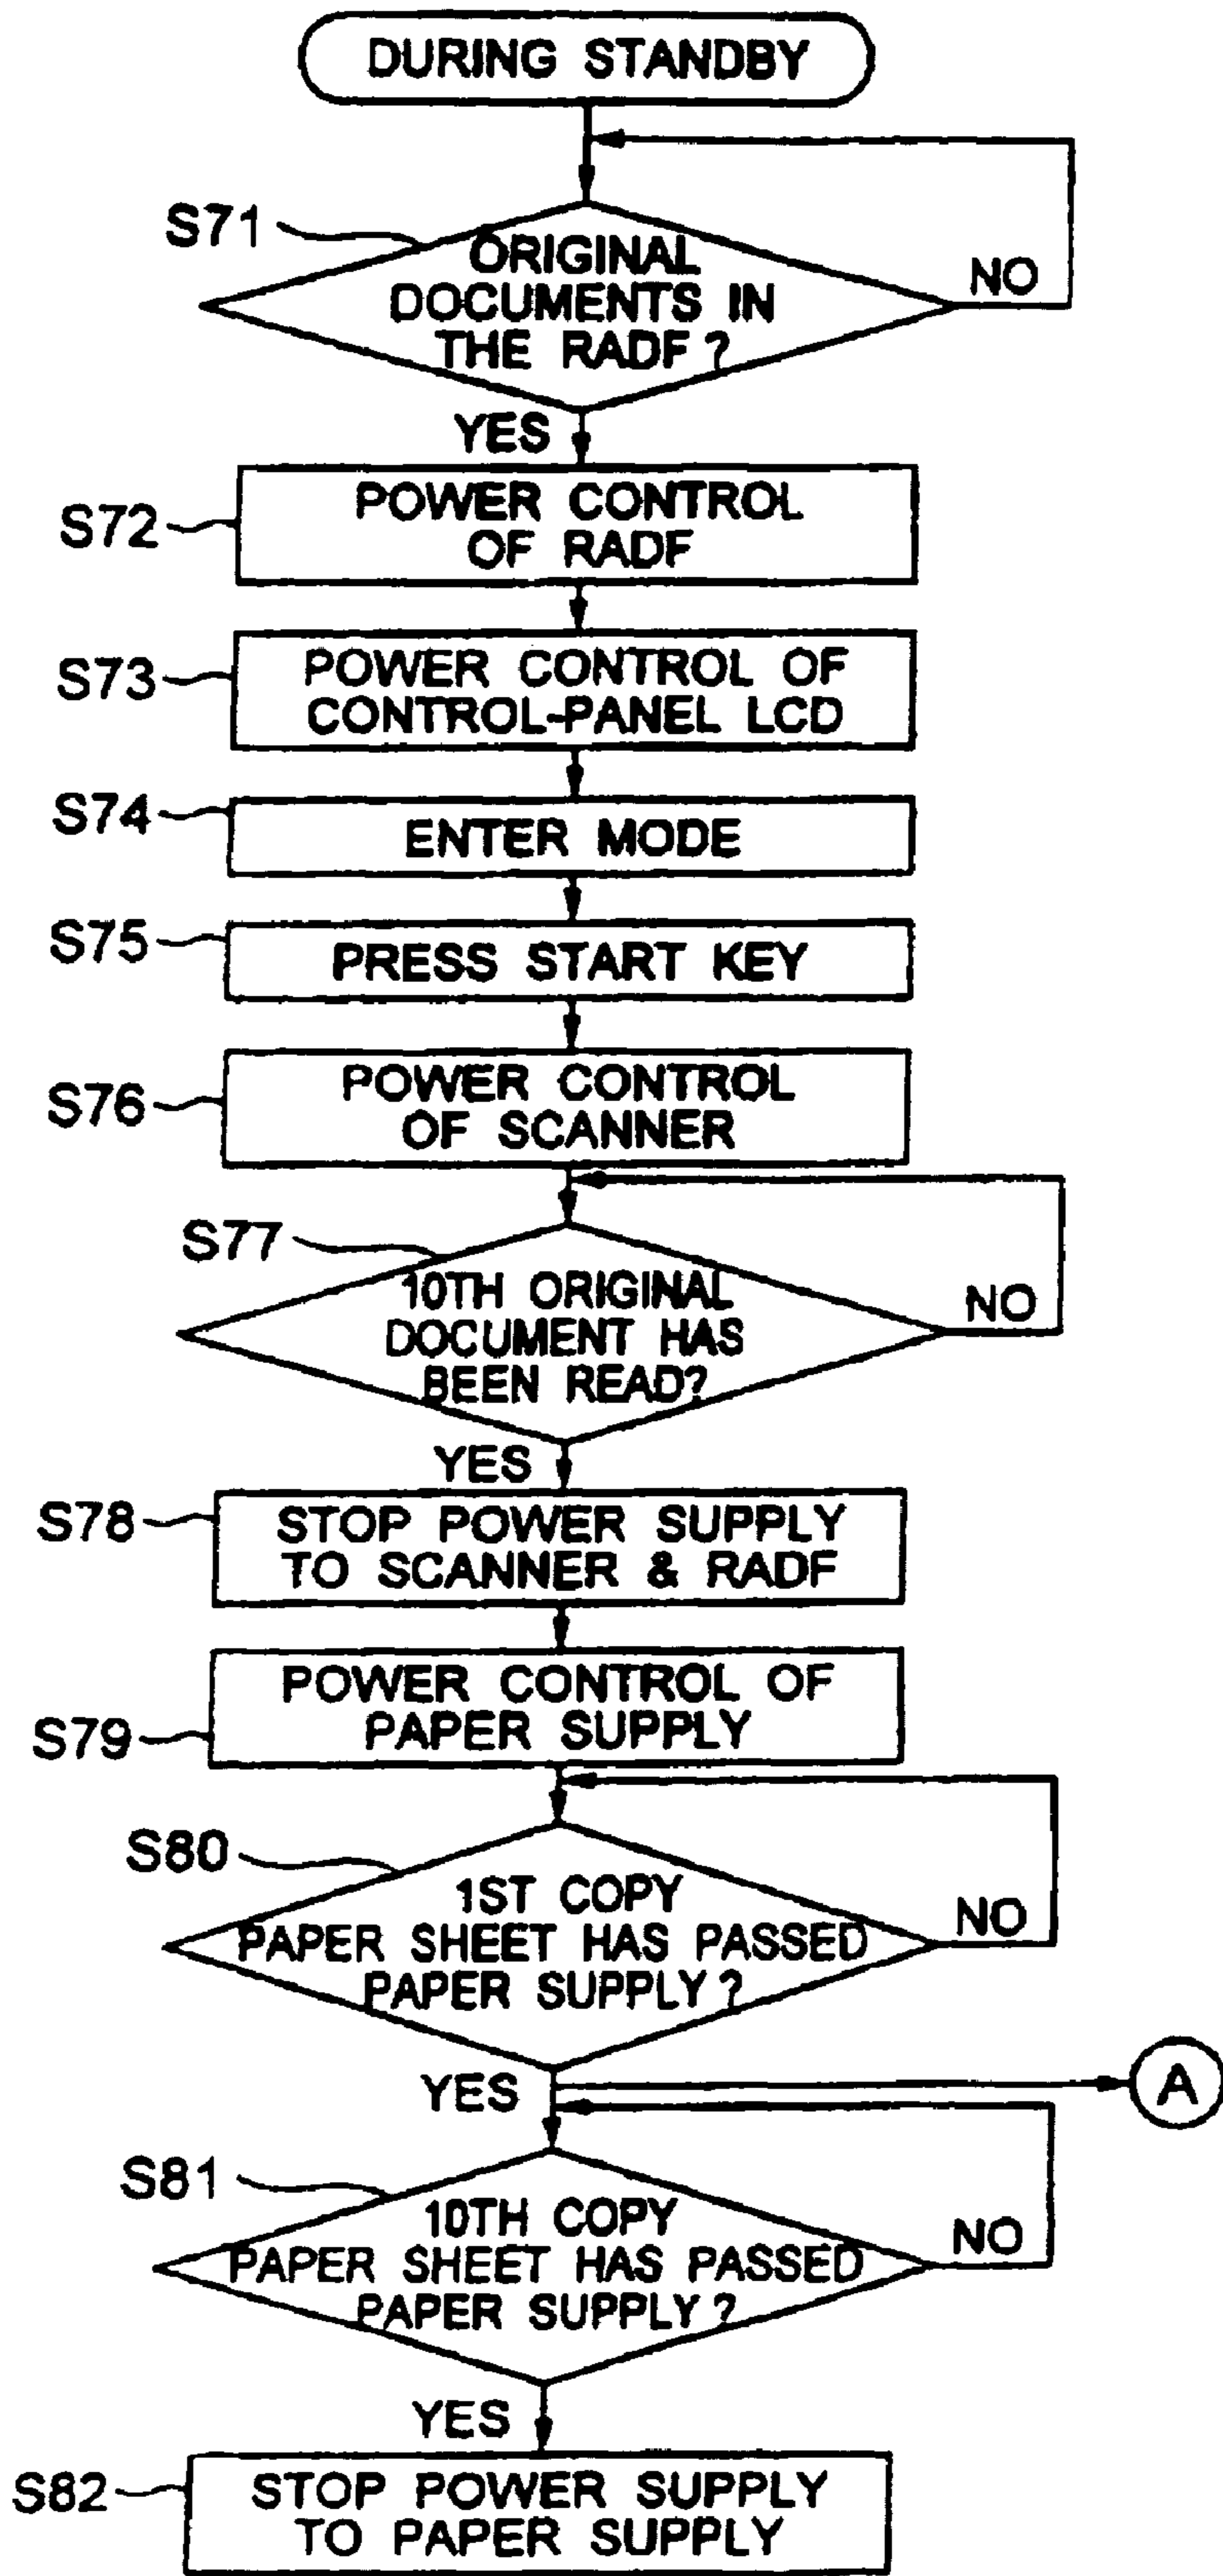 DURING STANDBY
S71
ORIGINAL
DOCUMENTS IN
THE RADF?
NO
YES
S72
POWER CONTROL
OF RADF
S73
POWER CONTROL OF
CONTROL-PANEL LCD
S74
ENTER MODE
S75
PRESS START KEY
S76
POWER CONTROL
OF SCANNER
S77
10TH ORIGINAL
DOCUMENT HAS
BEEN READ?
NO
YES
S78
STOP POWER SUPPLY
TO SCANNER & RADF
S79
POWER CONTROL OF
PAPER SUPPLY
S80
1ST COPY
PAPER SHEET HAS PASSED
PAPER SUPPLY?
NO
YES
A
S81
10TH COPY
PAPER SHEET HAS PASSED
PAPER SUPPLY?
NO
YES
S82
STOP POWER SUPPLY
TO PAPER SUPPLY